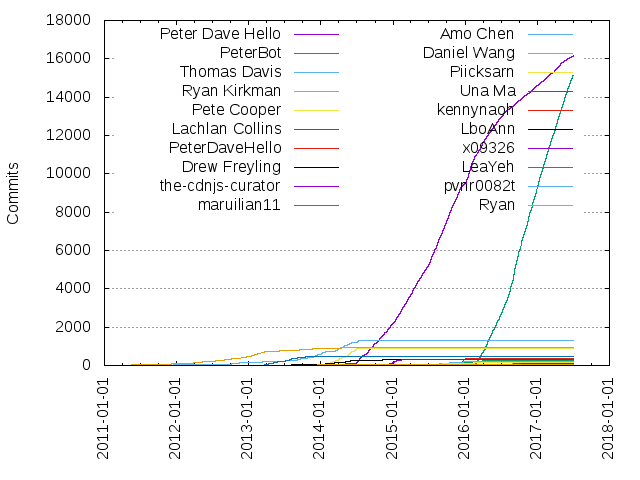 18000
16000
14000
12000
10000
8000
6000
4000
2000
0
Commits
Peter Dave Hello
PeterBot
Thomas Davis
Ryan Kirkman
Pete Cooper
Lachlan Collins
PeterDaveHello
Drew Freyling
the-cdnjs-curator
maruilian11
Amo Chen
Daniel Wang
Piicksarn
Una Ma
kennynaoh
LboAnn
x09326
LeaYeh
pvnr0082t
Ryan
2011-01-01
2012-01-01
2013-01-01
2014-01-01
2015-01-01
2016-01-01
2017-01-01
2018-01-01